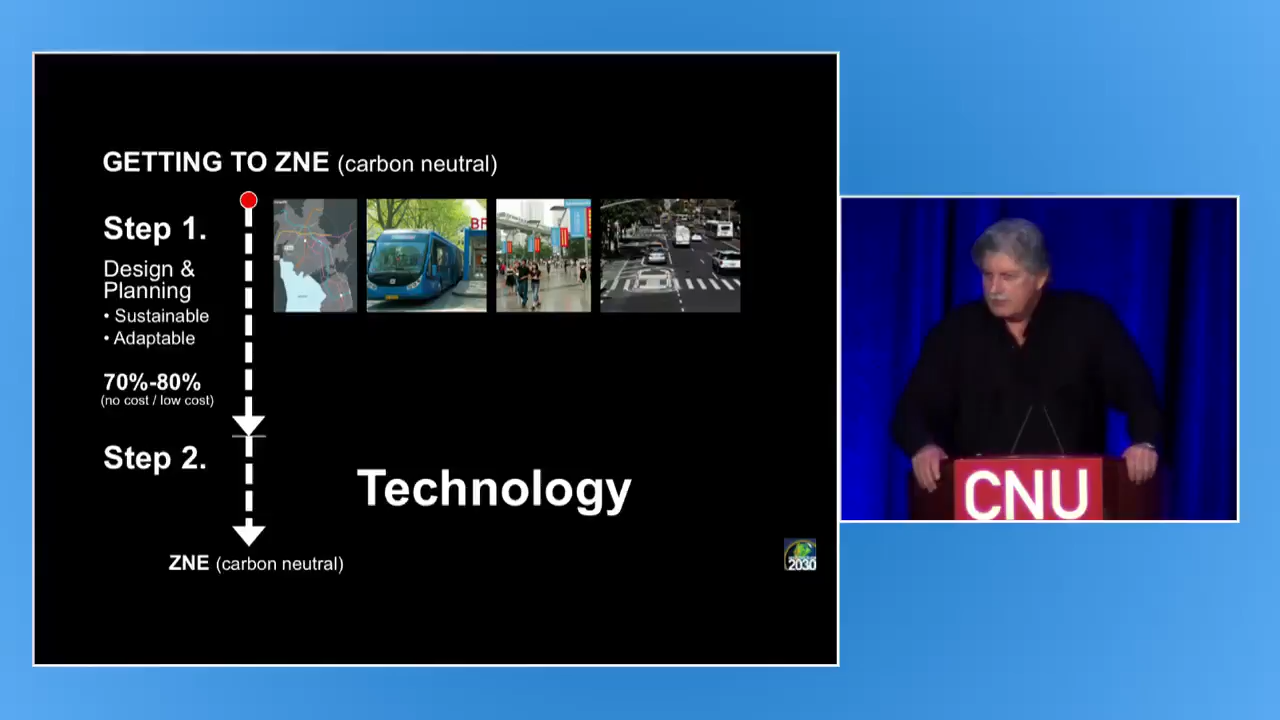 GETTING TO ZNE (carbon neutral)
Step 1.
Design &
Planning
• Sustainable
• Adaptable
70%-80%
(no cost / low cost)
Step 2.
Technology
ZNE (carbon neutral)
2030
CNU